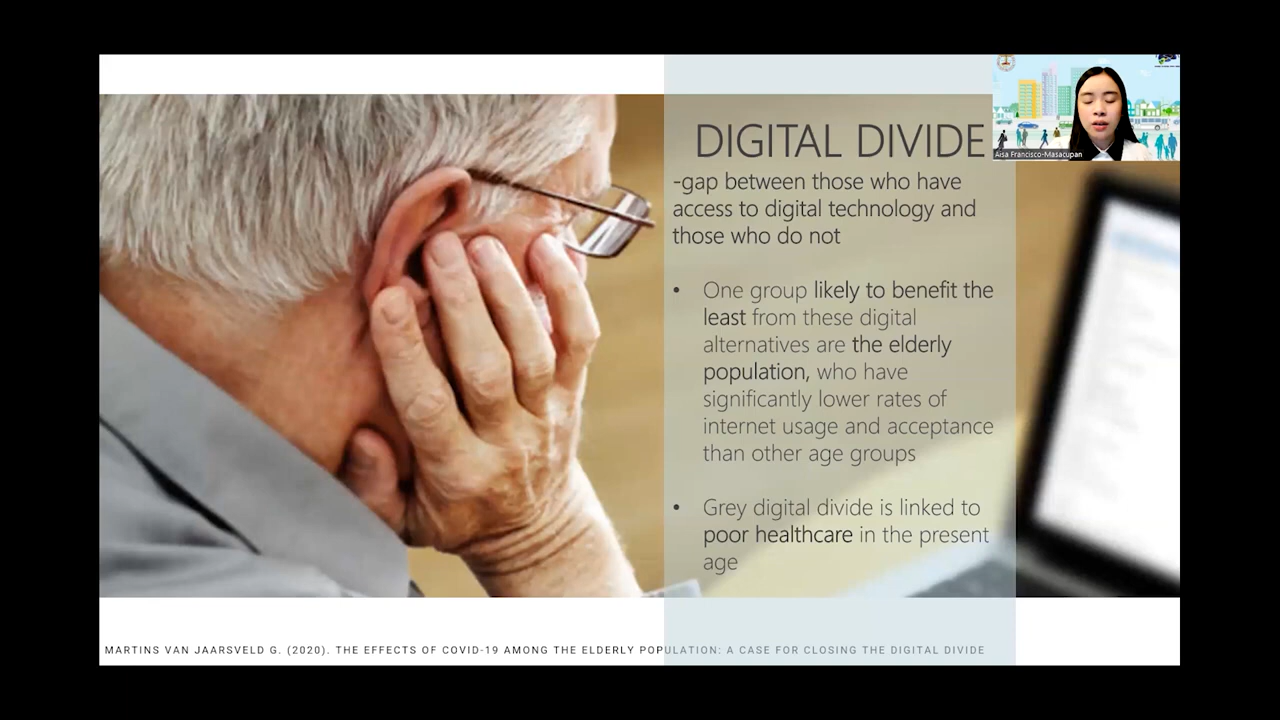 DIGITAL DIVIDE
-gap between those who have
access to digital technology and
those who do not
• One group likely to benefit the
least from these digital
alternatives are the elderly
population, who have
significantly lower rates of
internet usage and acceptance
than other age groups
• Grey digital divide is linked to
poor healthcare in the present
age
Aisa Francisco-Masacupan
MARTINS VAN JAARSVELD G. (2020). THE EFFECTS OF COVID-19 AMONG THE ELDERLY POPULATION: A CASE FOR CLOSING THE DIGITAL DIVIDE